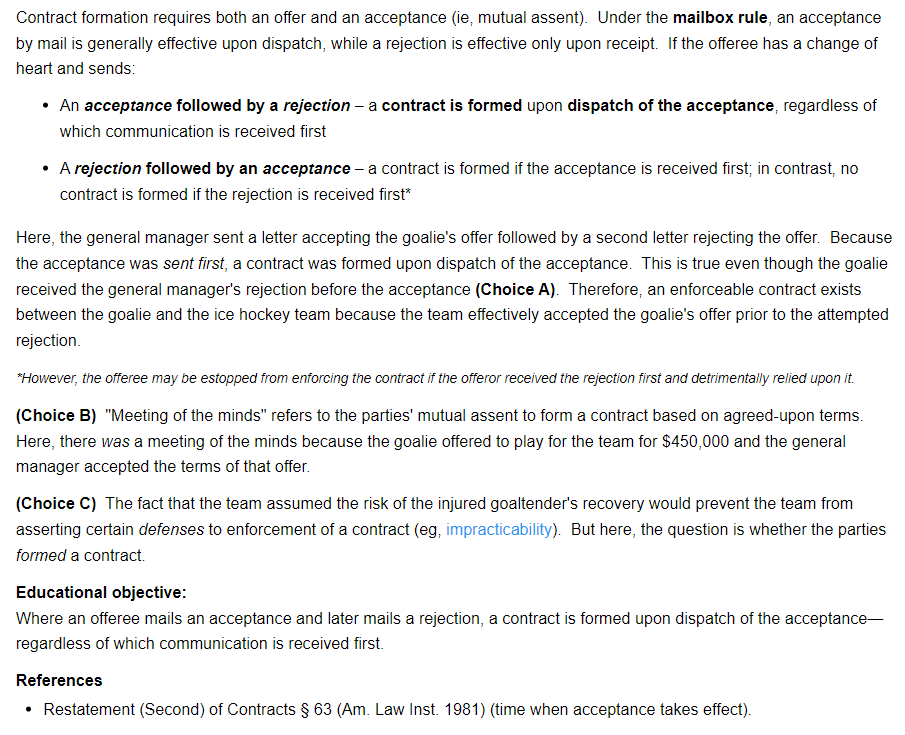 Contract formation requires both an offer and an acceptance (ie, mutual assent).  Under the mailbox rule, an acceptance
by mail is generally effective upon dispatch, while a rejection is effective only upon receipt.  If the offeree has a change of
heart and sends:
• An acceptance followed by a rejection – a contract is formed upon dispatch of the acceptance, regardless of
which communication is received first
• A rejection followed by an acceptance – a contract is formed if the acceptance is received first; in contrast, no
contract is formed if the rejection is received first*
Here, the general manager sent a letter accepting the goalie's offer followed by a second letter rejecting the offer.  Because
the acceptance was sent first, a contract was formed upon dispatch of the acceptance.  This is true even though the goalie
received the general manager's rejection before the acceptance (Choice A).  Therefore, an enforceable contract exists
between the goalie and the ice hockey team because the team effectively accepted the goalie's offer prior to the attempted
rejection.
*However, the offeree may be estopped from enforcing the contract if the offeror received the rejection first and detrimentally relied upon it.
(Choice B)  "Meeting of the minds" refers to the parties' mutual assent to form a contract based on agreed-upon terms.
Here, there was a meeting of the minds because the goalie offered to play for the team for $450,000 and the general
manager accepted the terms of that offer.
(Choice C)  The fact that the team assumed the risk of the injured goaltender's recovery would prevent the team from
asserting certain defenses to enforcement of a contract (eg, impracticability).  But here, the question is whether the parties
formed a contract.
Educational objective:
Where an offeree mails an acceptance and later mails a rejection, a contract is formed upon dispatch of the acceptance—
regardless of which communication is received first.
References
• Restatement (Second) of Contracts § 63 (Am. Law Inst. 1981) (time when acceptance takes effect).